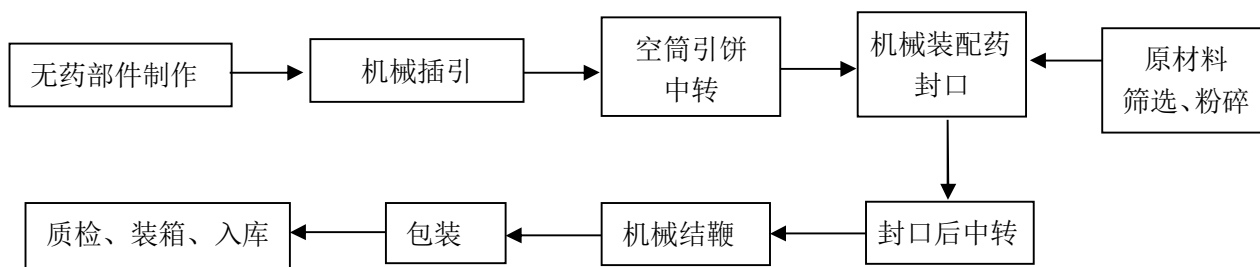 无药部件制作
机械插引
空筒引饼
中转
机械装配药
封口
原材料
筛选、粉碎
质检、装箱、入库
包装
机械结鞭
封口后中转